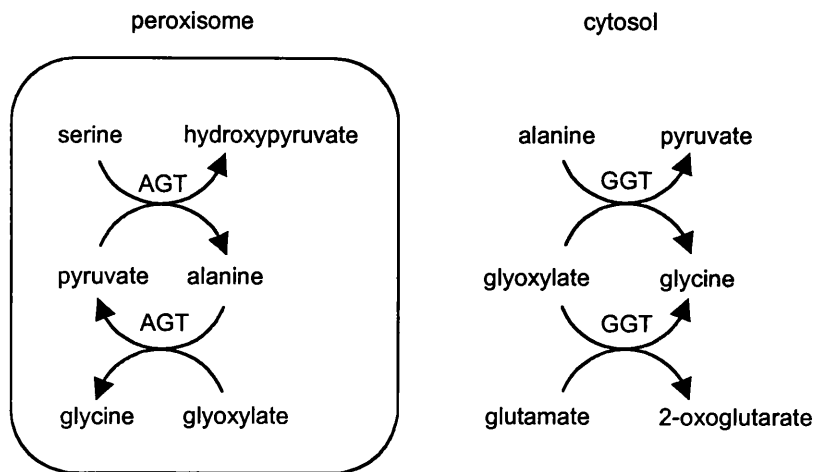 peroxisome
serine hydroxypyruvate
AGT
pyruvate alanine
AGT
glycine glyoxylate
cytosol
alanine pyruvate
GGT
glyoxylate glycine
GGT
glutamate 2-oxoglutarate